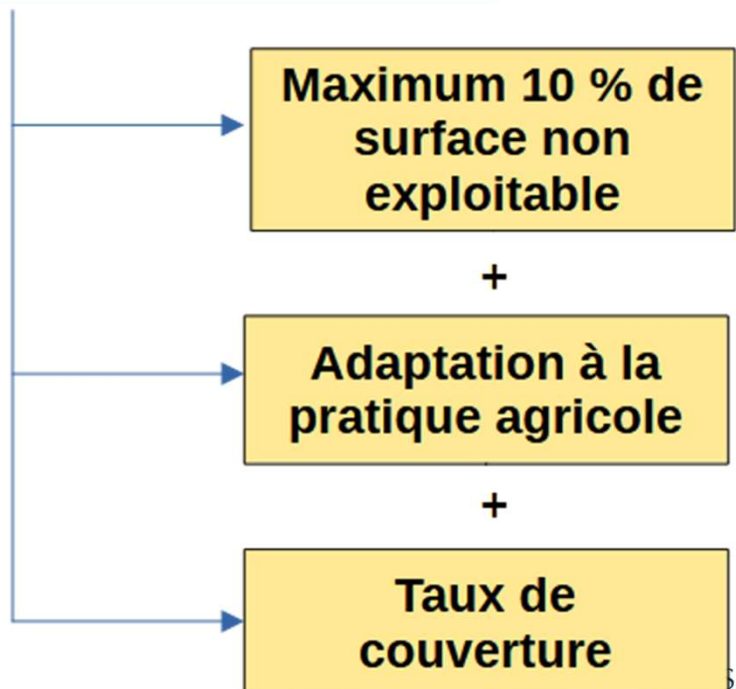 Maximum 10 % de
surface non
exploitable
+
Adaptation à la
pratique agricole
+
Taux de
couverture